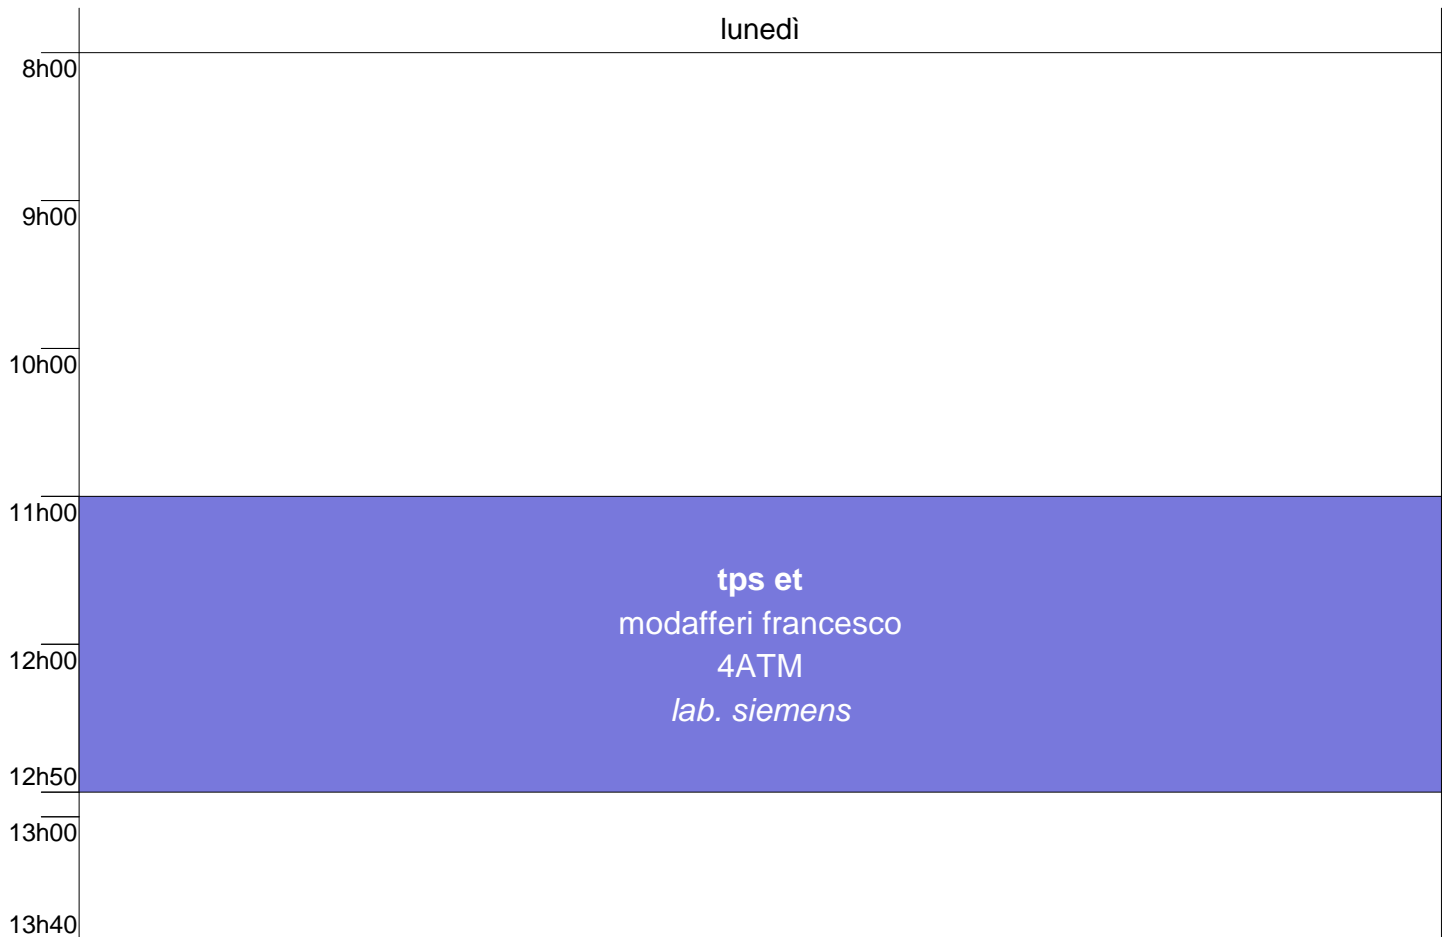 lunedì
8h00
9h00
10h00
11h00
tps et
modafferi francesco
4ATM
lab. siemens
12h00
12h50
13h00
13h40